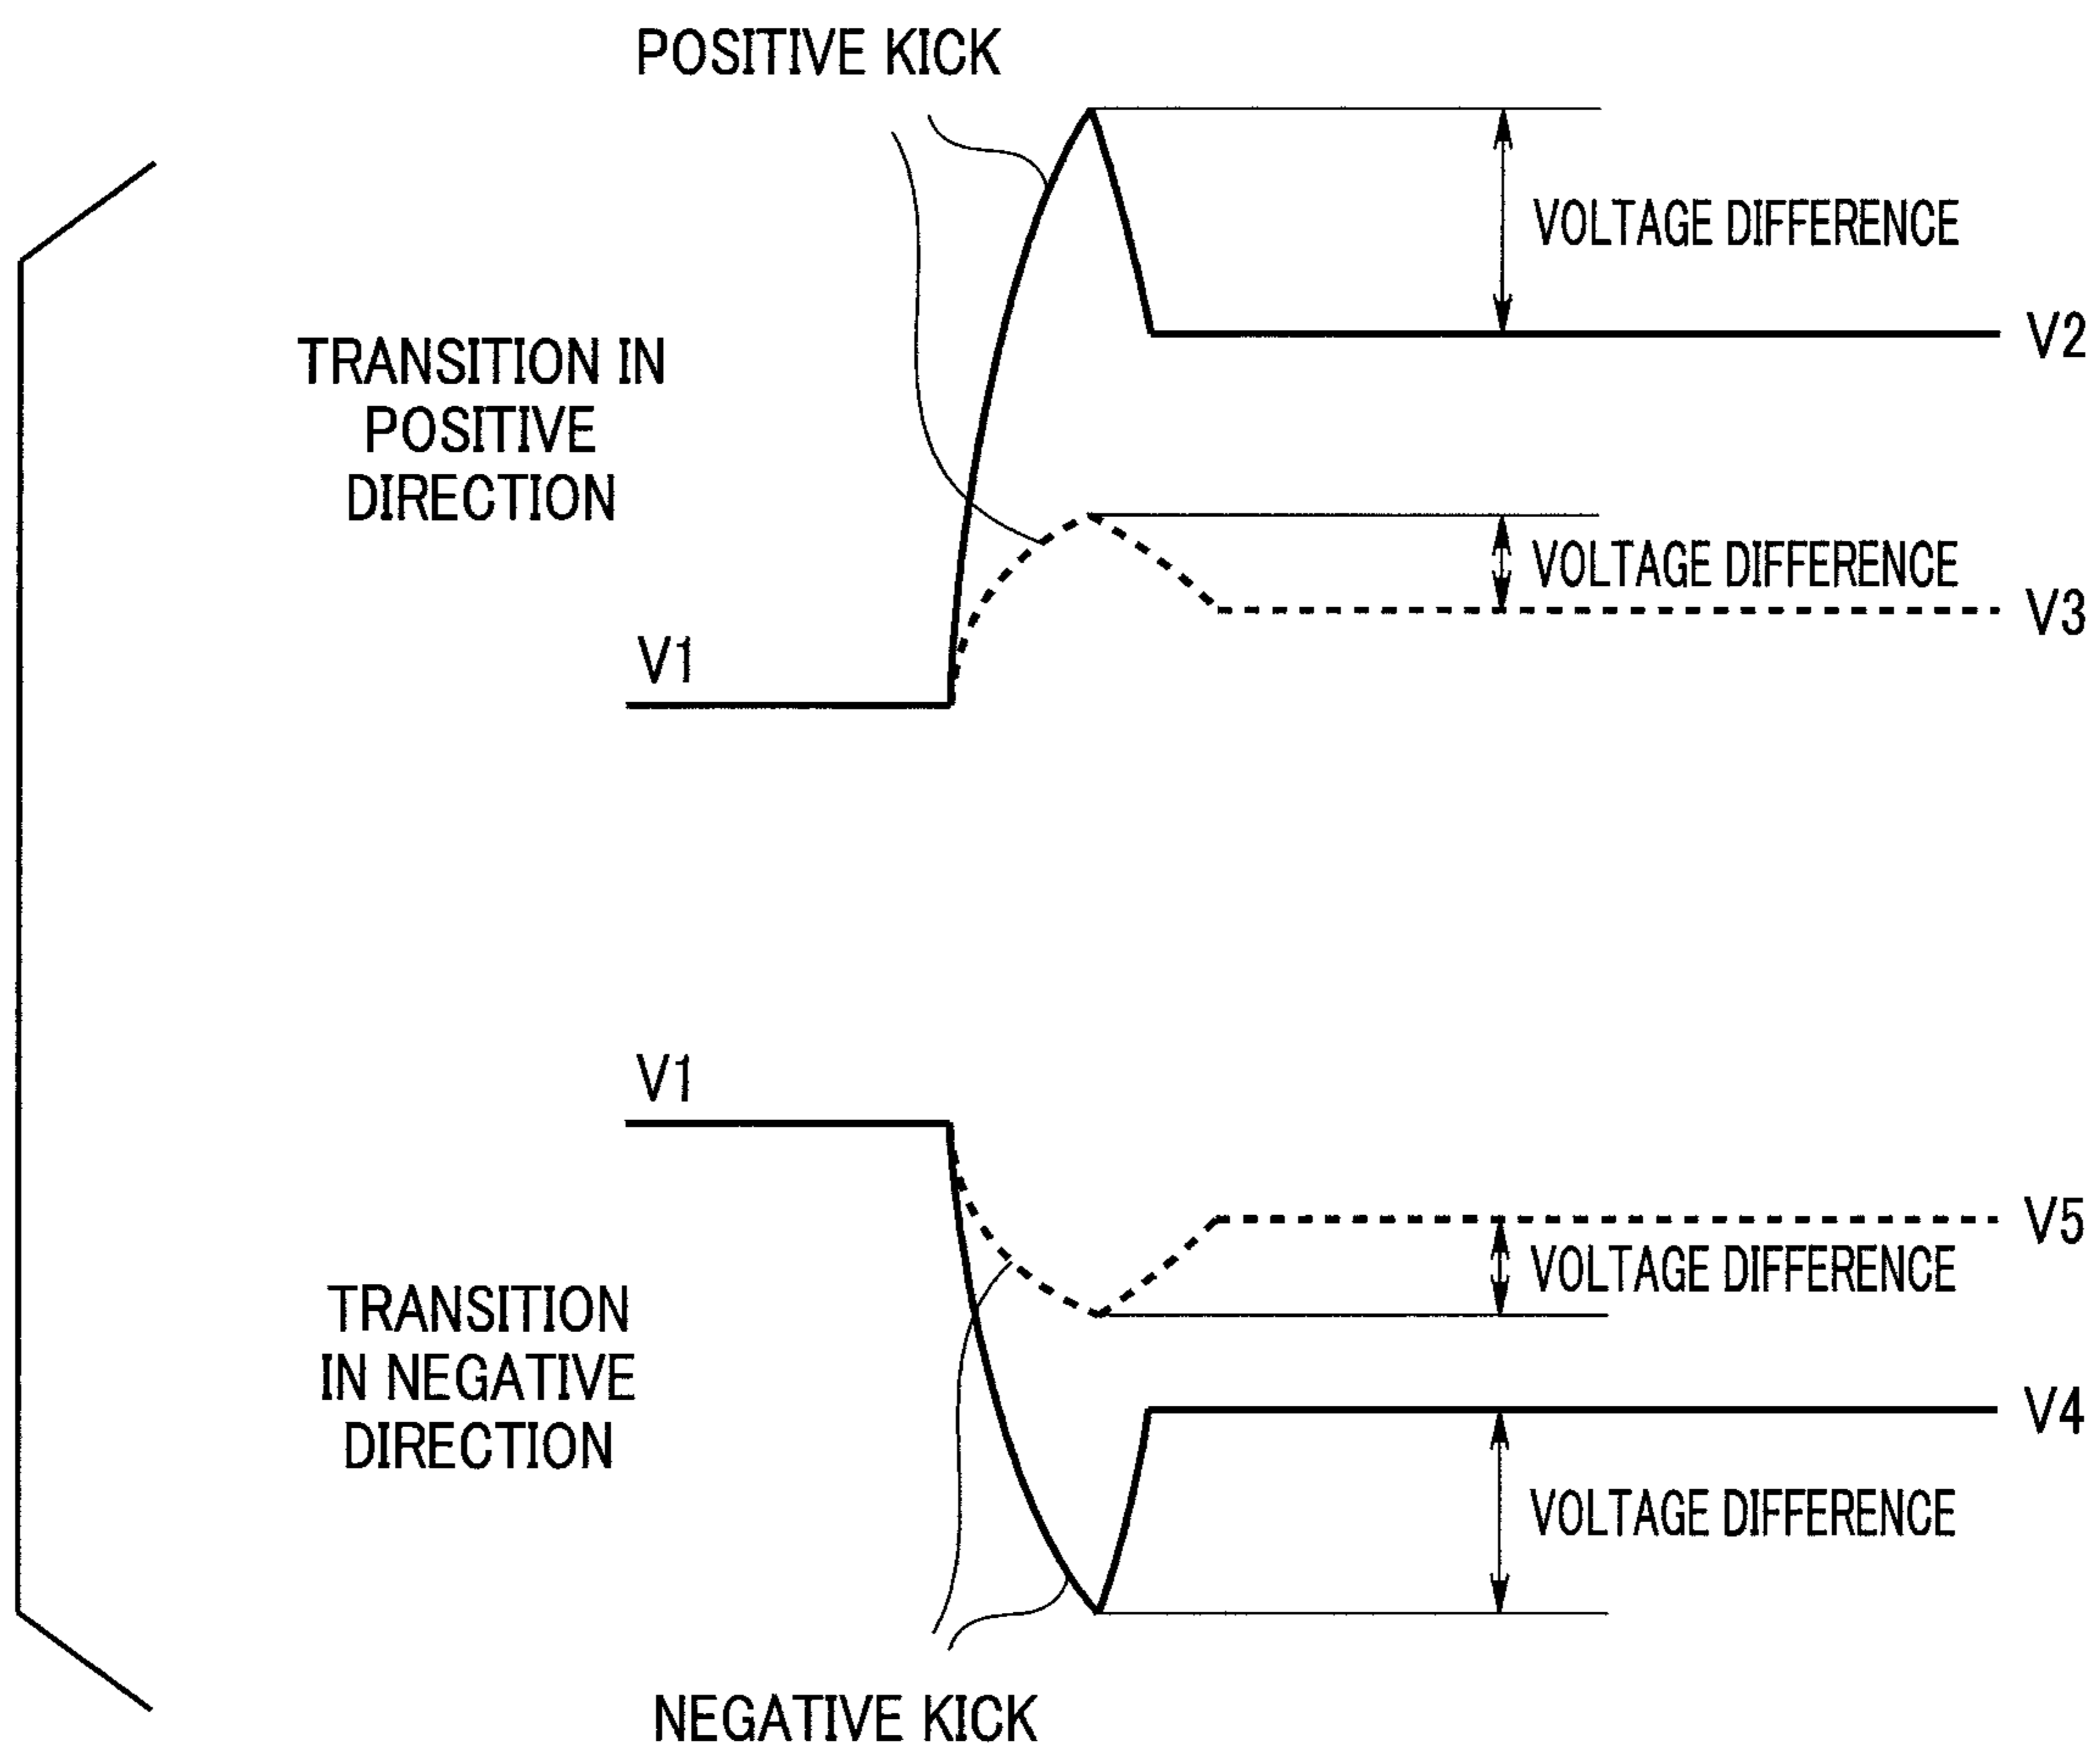 POSITIVE KICK
VOLTAGE DIFFERENCE
V2
TRANSITION IN
POSITIVE
DIRECTION
VOLTAGE DIFFERENCE
V3
V1
V1
V5
VOLTAGE DIFFERENCE
TRANSITION
IN NEGATIVE
DIRECTION
V4
VOLTAGE DIFFERENCE
NEGATIVE KICK